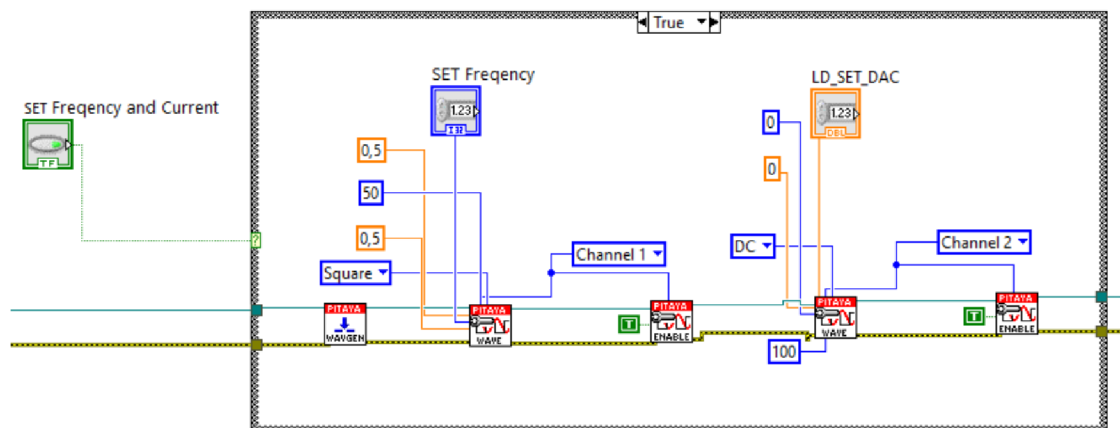 True
SET Freqency
LD_SET_DAC
SET Freqency and Current
1.23
I32
1.23
DBL
TF
0,5
0
50
0
?
0,5
DC
Channel 1
Channel 2
Square
PITAYA
WAVGEN
PITAYA
WAVE
T
PITAYA
ENABLE
PITAYA
WAVE
T
PITAYA
ENABLE
100